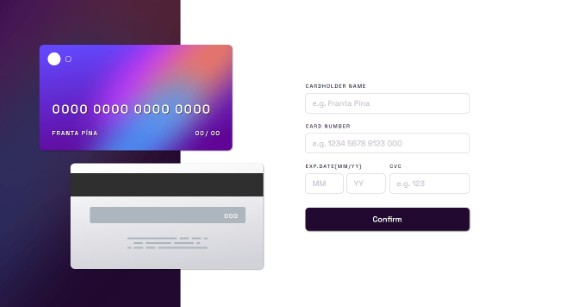 0000 0000 0000 0000
FRANTA PÍNA
00/00
000
CARDHOLDER NAME
e.g. Franta Pína
CARD NUMBER
e.g. 1234 5678 9123 000
EXP.DATE(MM/YY)
CVC
MM
YY
e.g. 123
Confirm